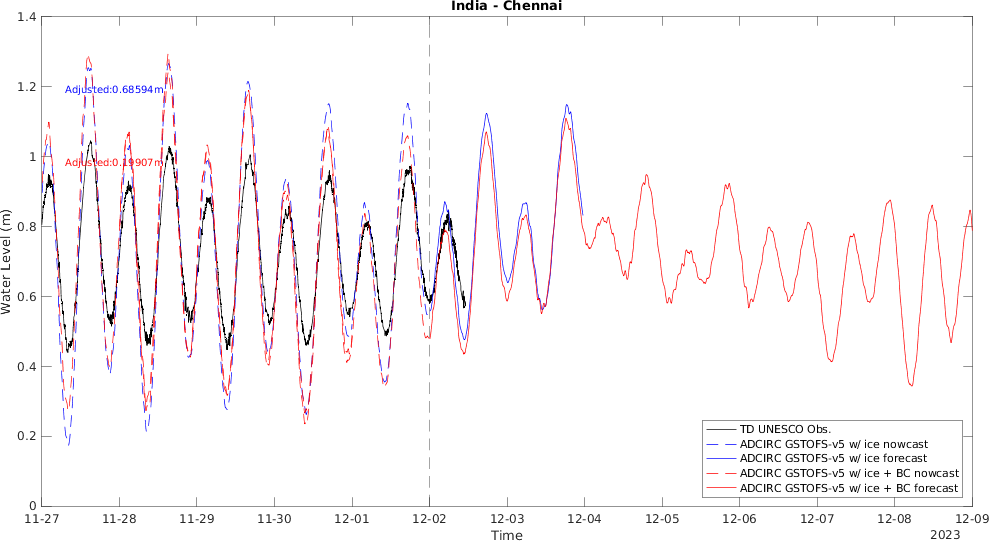 India - Chennai
1.4
1.2
1
0.8
0.6
0.4
0.2
0
Water Level (m)
Adjusted:0.68594m
Adjusted:0.19907m
TD UNESCO Obs.
ADCIRC GSTOFS-v5 w/ ice nowcast
ADCIRC GSTOFS-v5 w/ ice forecast
ADCIRC GSTOFS-v5 w/ ice + BC nowcast
ADCIRC GSTOFS-v5 w/ ice + BC forecast
11-27 11-28 11-29 11-30 12-01 12-02 12-03 12-04 12-05 12-06 12-07 12-08 12-09
Time
2023